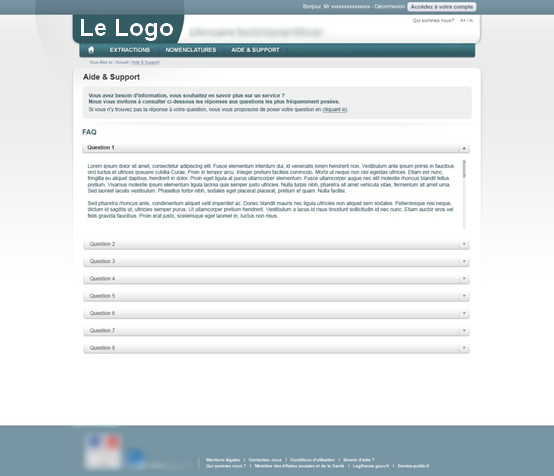 Bonjour, Mr xxxxxxxxxxxxxxx - Déconnexion Accédez à votre compte
Le Logo
Qui sommes nous? A+ / A-
EXTRACTIONS NOMENCLATURES AIDE & SUPPORT
Vous êtes ici : Accueil / Aide & Support
Aide & Support
Vous avez besoin d'information, vous souhaitez en savoir plus sur un service ?
Nous vous invitons à consulter ci-dessous les réponses aux questions les plus fréquemment posées.
Si vous n'y trouvez pas la réponse à votre question, nous vous proposons de poser votre question en cliquant ici
FAQ
Question 1
Lorem ipsum dolor sit amet, consectetur adipiscing elit. Fusce elementum interdum dui, id venenatis lorem hendrerit non. Vestibulum ante ipsum primis in faucibus
orci luctus et ultrices posuere cubilia Curae; Proin in tempor arcu. Integer pretium facilisis commodo. Morbi ut neque non nisl egestas ultrices. Etiam est nunc,
fringilla eu aliquet dapibus, hendrerit in dolor. Proin eget ligula at purus ullamcorper elementum. Fusce ullamcorper augue nec elit molestie rhoncus blandit tellus
pretium. Vivamus molestie ipsum elementum ligula lacinia quis semper justo ultricies. Nulla turpis nibh, pharetra sit amet vehicula vitae, fermentum sit amet urna.
Sed laoreet iaculis vestibulum. Phasellus tortor nibh, sodales eget placerat placerat, pretium et quam. Nulla facilisi.
Sed pharetra rhoncus ante, condimentum aliquet velit imperdiet ac. Donec blandit mauris nec ligula ultricies non aliquet sem sodales. Pellentesque nisi neque,
dictum id sagittis ut, ultricies semper purus. Ut ullamcorper pretium hendrerit. Vestibulum a lacus id risus tincidunt sollicitudin id nec nunc. Etiam auctor eros vel
felis gravida faucibus. Proin erat justo, scelerisque eget laoreet in, luctus non risus.
Question 2
Question 3
Question 4
Question 5
Question 6
Question 7
Question 8
Mentions légales I Contactez- nous I Conditions d'utilisation I Besoin d'aide ?
Qui sommes nous ? I Ministère des Affaires sociales et de la Santé I Legifrance.gouv.fr I Service-public.fr